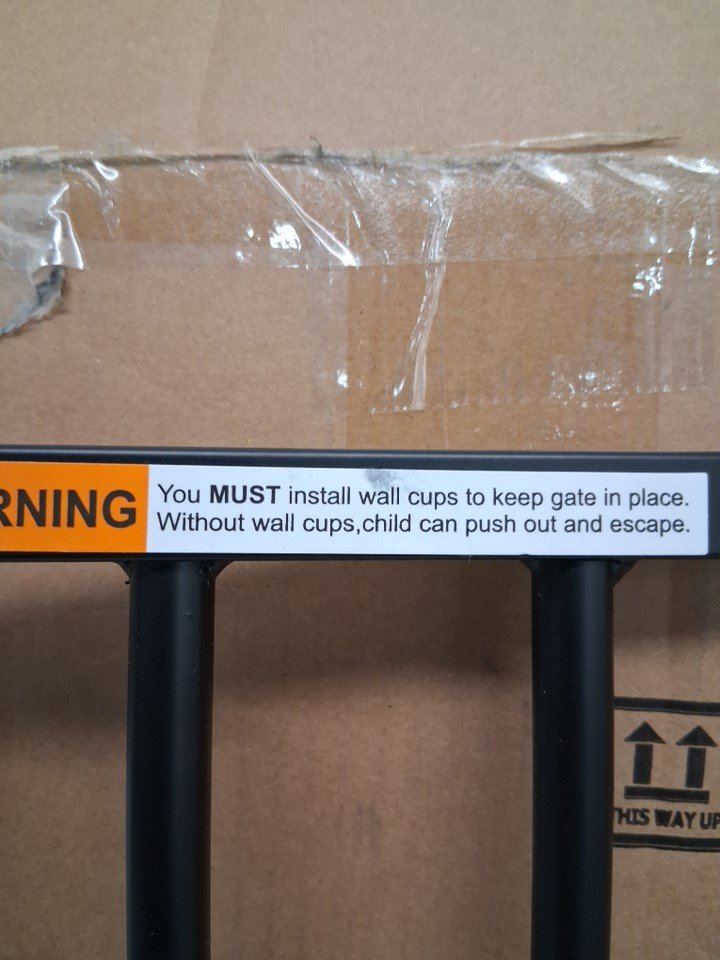 RNING
You MUST install wall cups to keep gate in place.
Without wall cups,child can push out and escape.
THIS WAY UP